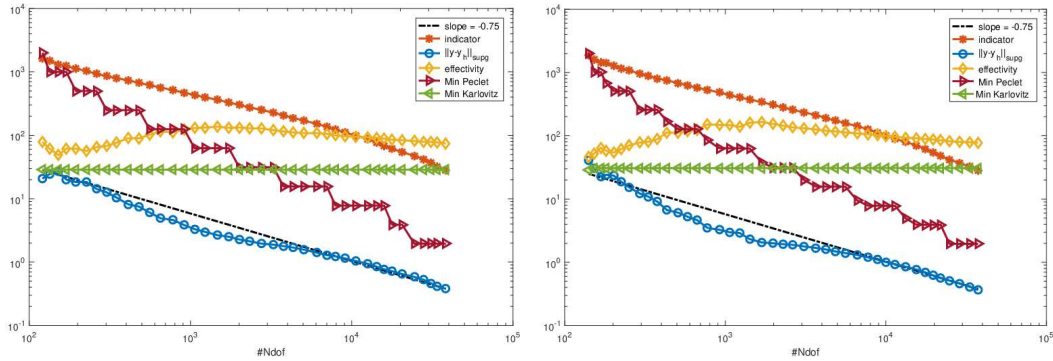 slope = -0.75
indicator
||y-y_h||_supg
effectivity
Min Peclet
Min Karlovitz
10^4
10^3
10^2
10^1
10^0
10^-1
10^2 10^3 10^4 10^5
#Ndof
slope = -0.75
indicator
||y-y_h||_supg
effectivity
Min Peclet
Min Karlovitz
10^4
10^3
10^2
10^1
10^0
10^-1
10^2 10^3 10^4 10^5
#Ndof